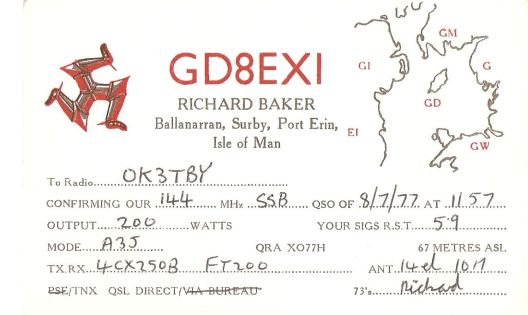 GD8EXI
RICHARD BAKER
Ballanarran, Surby, Port Erin,
Isle of Man
GM
GI
G
GD
EI
GW
To Radio OK3TBY
CONFIRMING OUR 144 MHz SSB QSO OF 8/7/77 AT 1157
OUTPUT 200 WATTS YOUR SIGS R.S.T. 59
MODE A3J QRA XO77H 67 METRES ASL
TX.RX 4CX250B FT200 ANT 14el 10M
PSE/TNX QSL DIRECT/VIA BUREAU 73's Richard